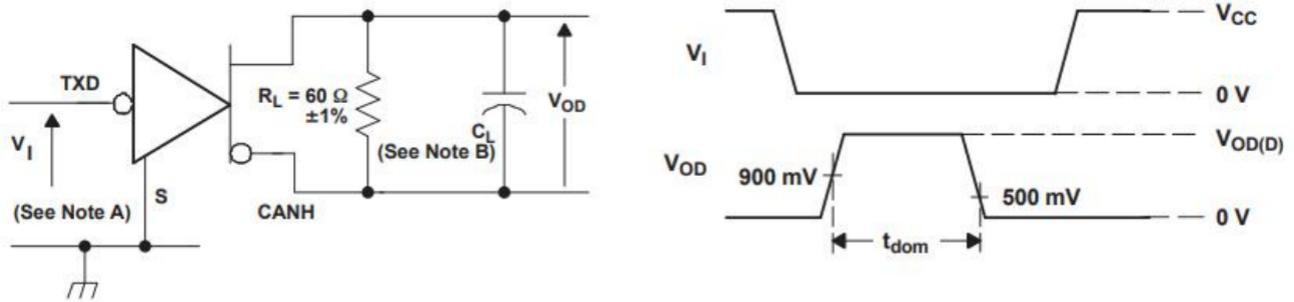 TXD
V_I
(See Note A)
S
R_L = 60 Ω
±1%
C_L
(See Note B)
V_OD
CANH
V_I
V_CC
0 V
V_OD
900 mV
V_OD(D)
500 mV
0 V
t_dom